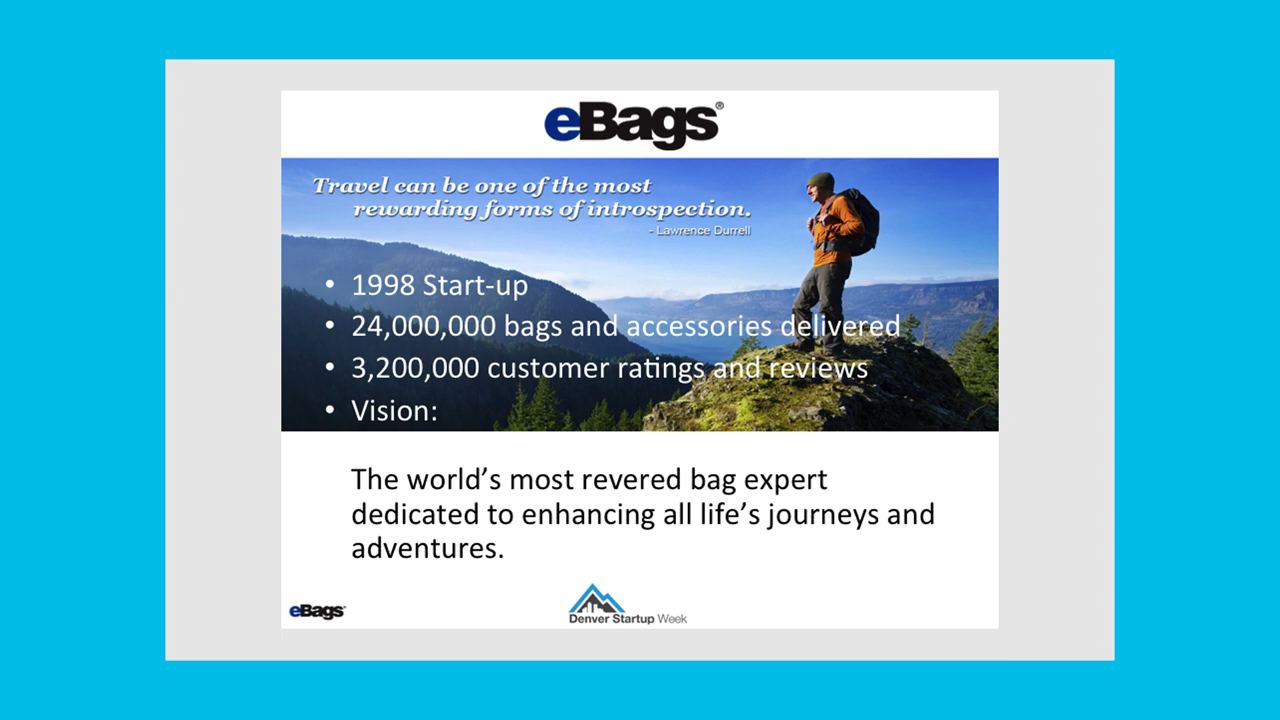 eBags®
Travel can be one of the most
rewarding forms of introspection.
- Lawrence Durrell
• 1998 Start-up
• 24,000,000 bags and accessories delivered
• 3,200,000 customer ratings and reviews
• Vision:
The world’s most revered bag expert
dedicated to enhancing all life’s journeys and
adventures.
eBags
Denver Startup Week